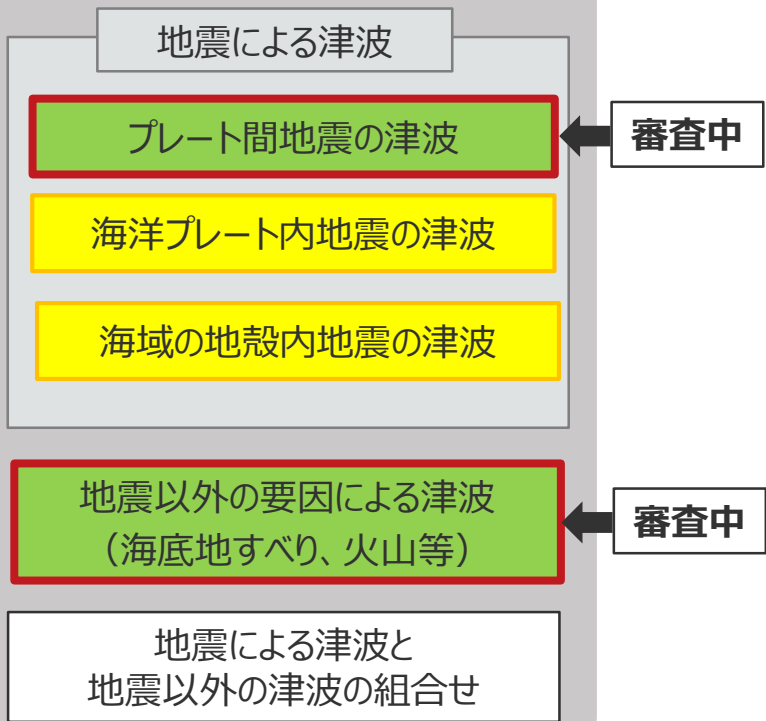 地震による津波
プレート間地震の津波
審査中
海洋プレート内地震の津波
海域の地殻内地震の津波
地震以外の要因による津波
（海底地すべり、火山等）
審査中
地震による津波と
地震以外の津波の組合せ